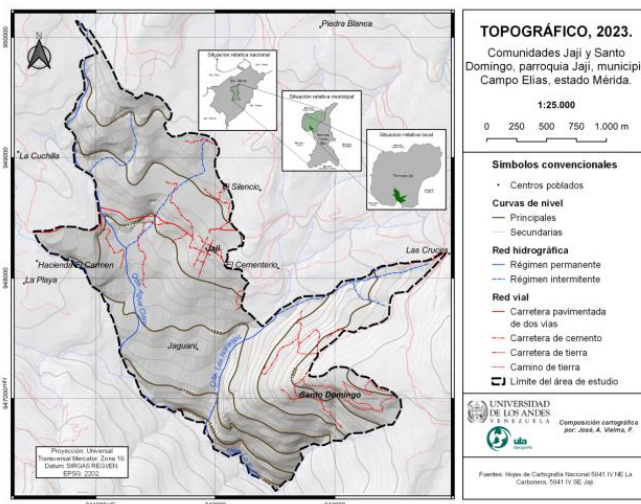 950000
949000
948000
947000
Piedra Blanca
La Cuchilla
El Silencio
Jají
El Cementerio
Las Cruces
Hacienda El Carmen
La Playa
Jaguani
Santo Domingo
Situación relativa nacional
Situación relativa municipal
Situación relativa local
Proyección: Universal
Transversal Mercator, Zona 19
Datum: SIRGAS REGVEN.
EPSG: 2202.
TOPOGRÁFICO, 2023.
Comunidades Jají y Santo
Domingo, parroquia Jají, municipi
Campo Elías, estado Mérida.
1:25.000
0 250 500 750 1.000 m
Símbolos convencionales
Centros poblados
Curvas de nivel
Principales
Secundarias
Red hidrográfica
Régimen permanente
Régimen intermitente
Red vial
Carretera pavimentada
de dos vías
Carretera de cemento
Carretera de tierra
Camino de tierra
Límite del área de estudio
UNIVERSIDAD
DE LOS ANDES
VENEZUELA
ula
Composición cartográfica
por: José, A. Vielma, F.
Fuentes: Hojas de Cartografía Nacional 5941 IV NE La
Carbonera, 5941 IV SE Jají.